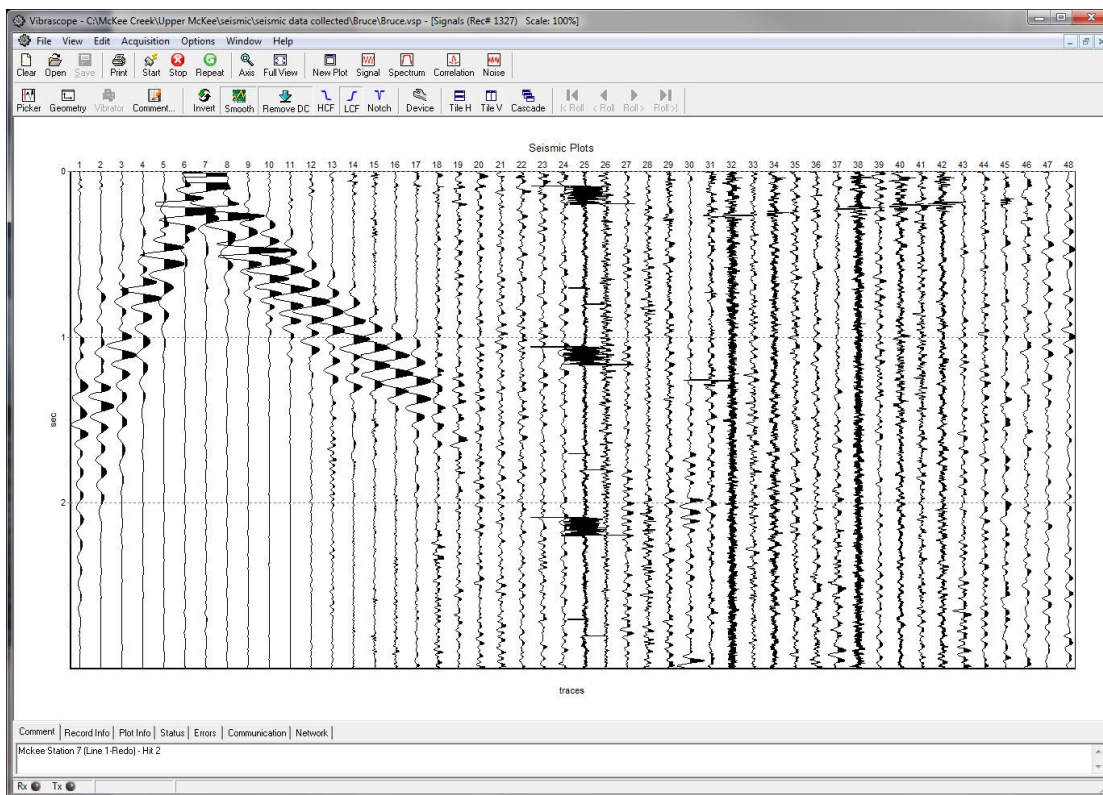 Vibrascope - C:\McKee Creek\Upper McKee\seismic\seismic data collected\Bruce\Bruce.vsp - [Signals (Rec# 1327) Scale: 100%]
File View Edit Acquisition Options Window Help
Clear Open Save Print Start Stop Repeat Axis Full View New Plot Signal Spectrum Correlation Noise
Picker Geometry Vibrator Comment... Invert Smooth Remove DC HCF LCF Notch Device Tile H Tile V Cascade |< Roll < Roll Roll > Roll >|
Seismic Plots
1 2 3 4 5 6 7 8 9 10 11 12 13 14 15 16 17 18 19 20 21 22 23 24 25 26 27 28 29 30 31 32 33 34 35 36 37 38 39 40 41 42 43 44 45 46 47 48
0
1
sec
2
traces
Comment Record Info Plot Info Status Errors Communication Network
Mckee Station 7 (Line 1-Redo) - Hit 2
Rx Tx